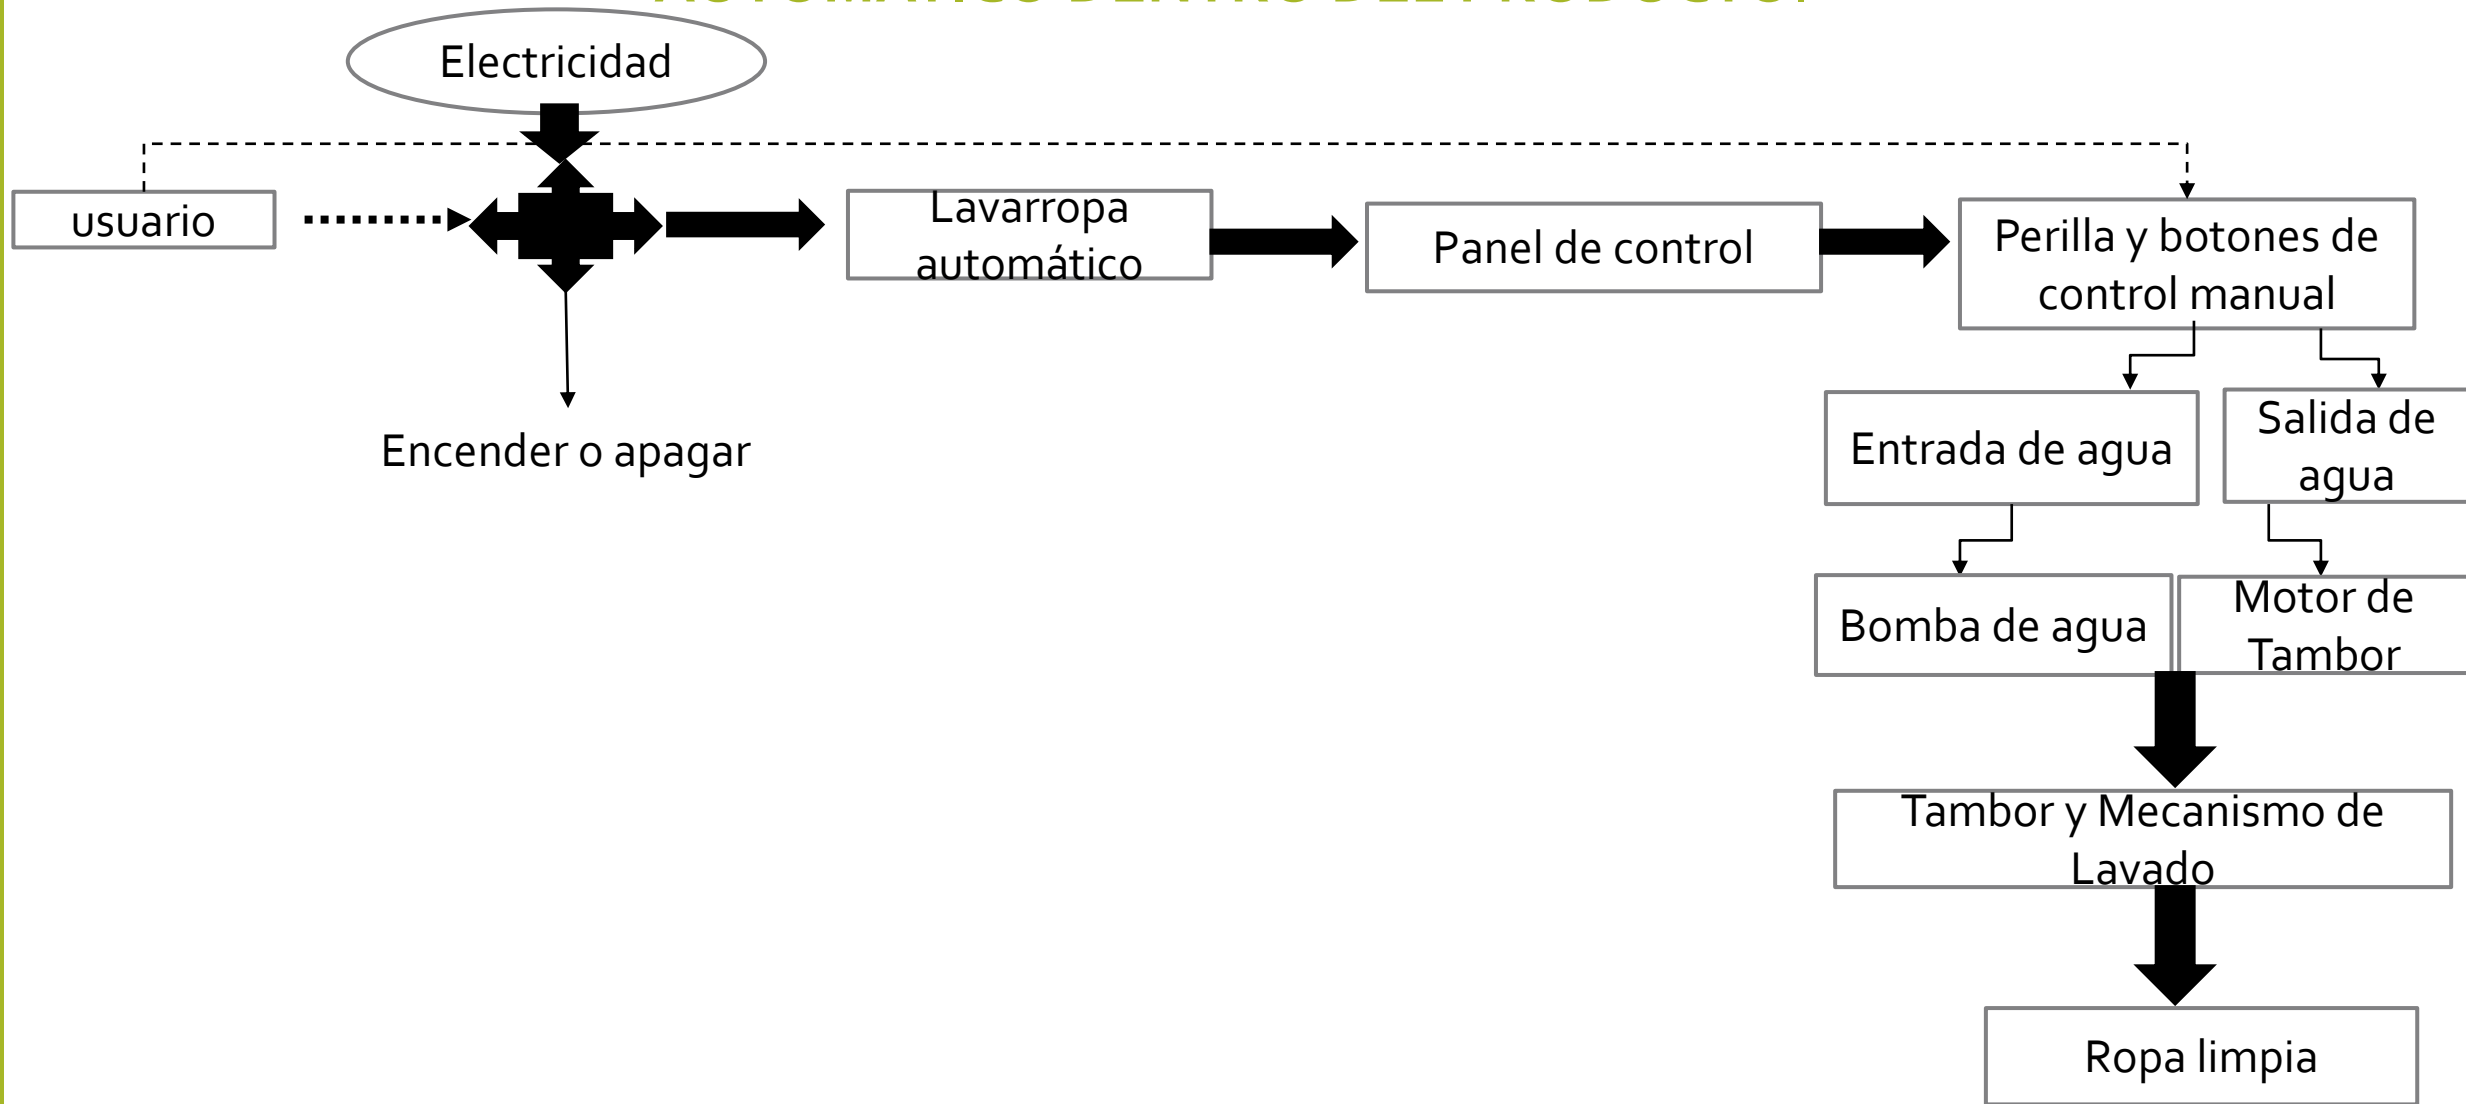 Electricidad
usuario
Lavarropa
automático
Panel de control
Perilla y botones de
control manual
Encender o apagar
Entrada de agua
Salida de
agua
Bomba de agua
Motor de
Tambor
Tambor y Mecanismo de
Lavado
Ropa limpia